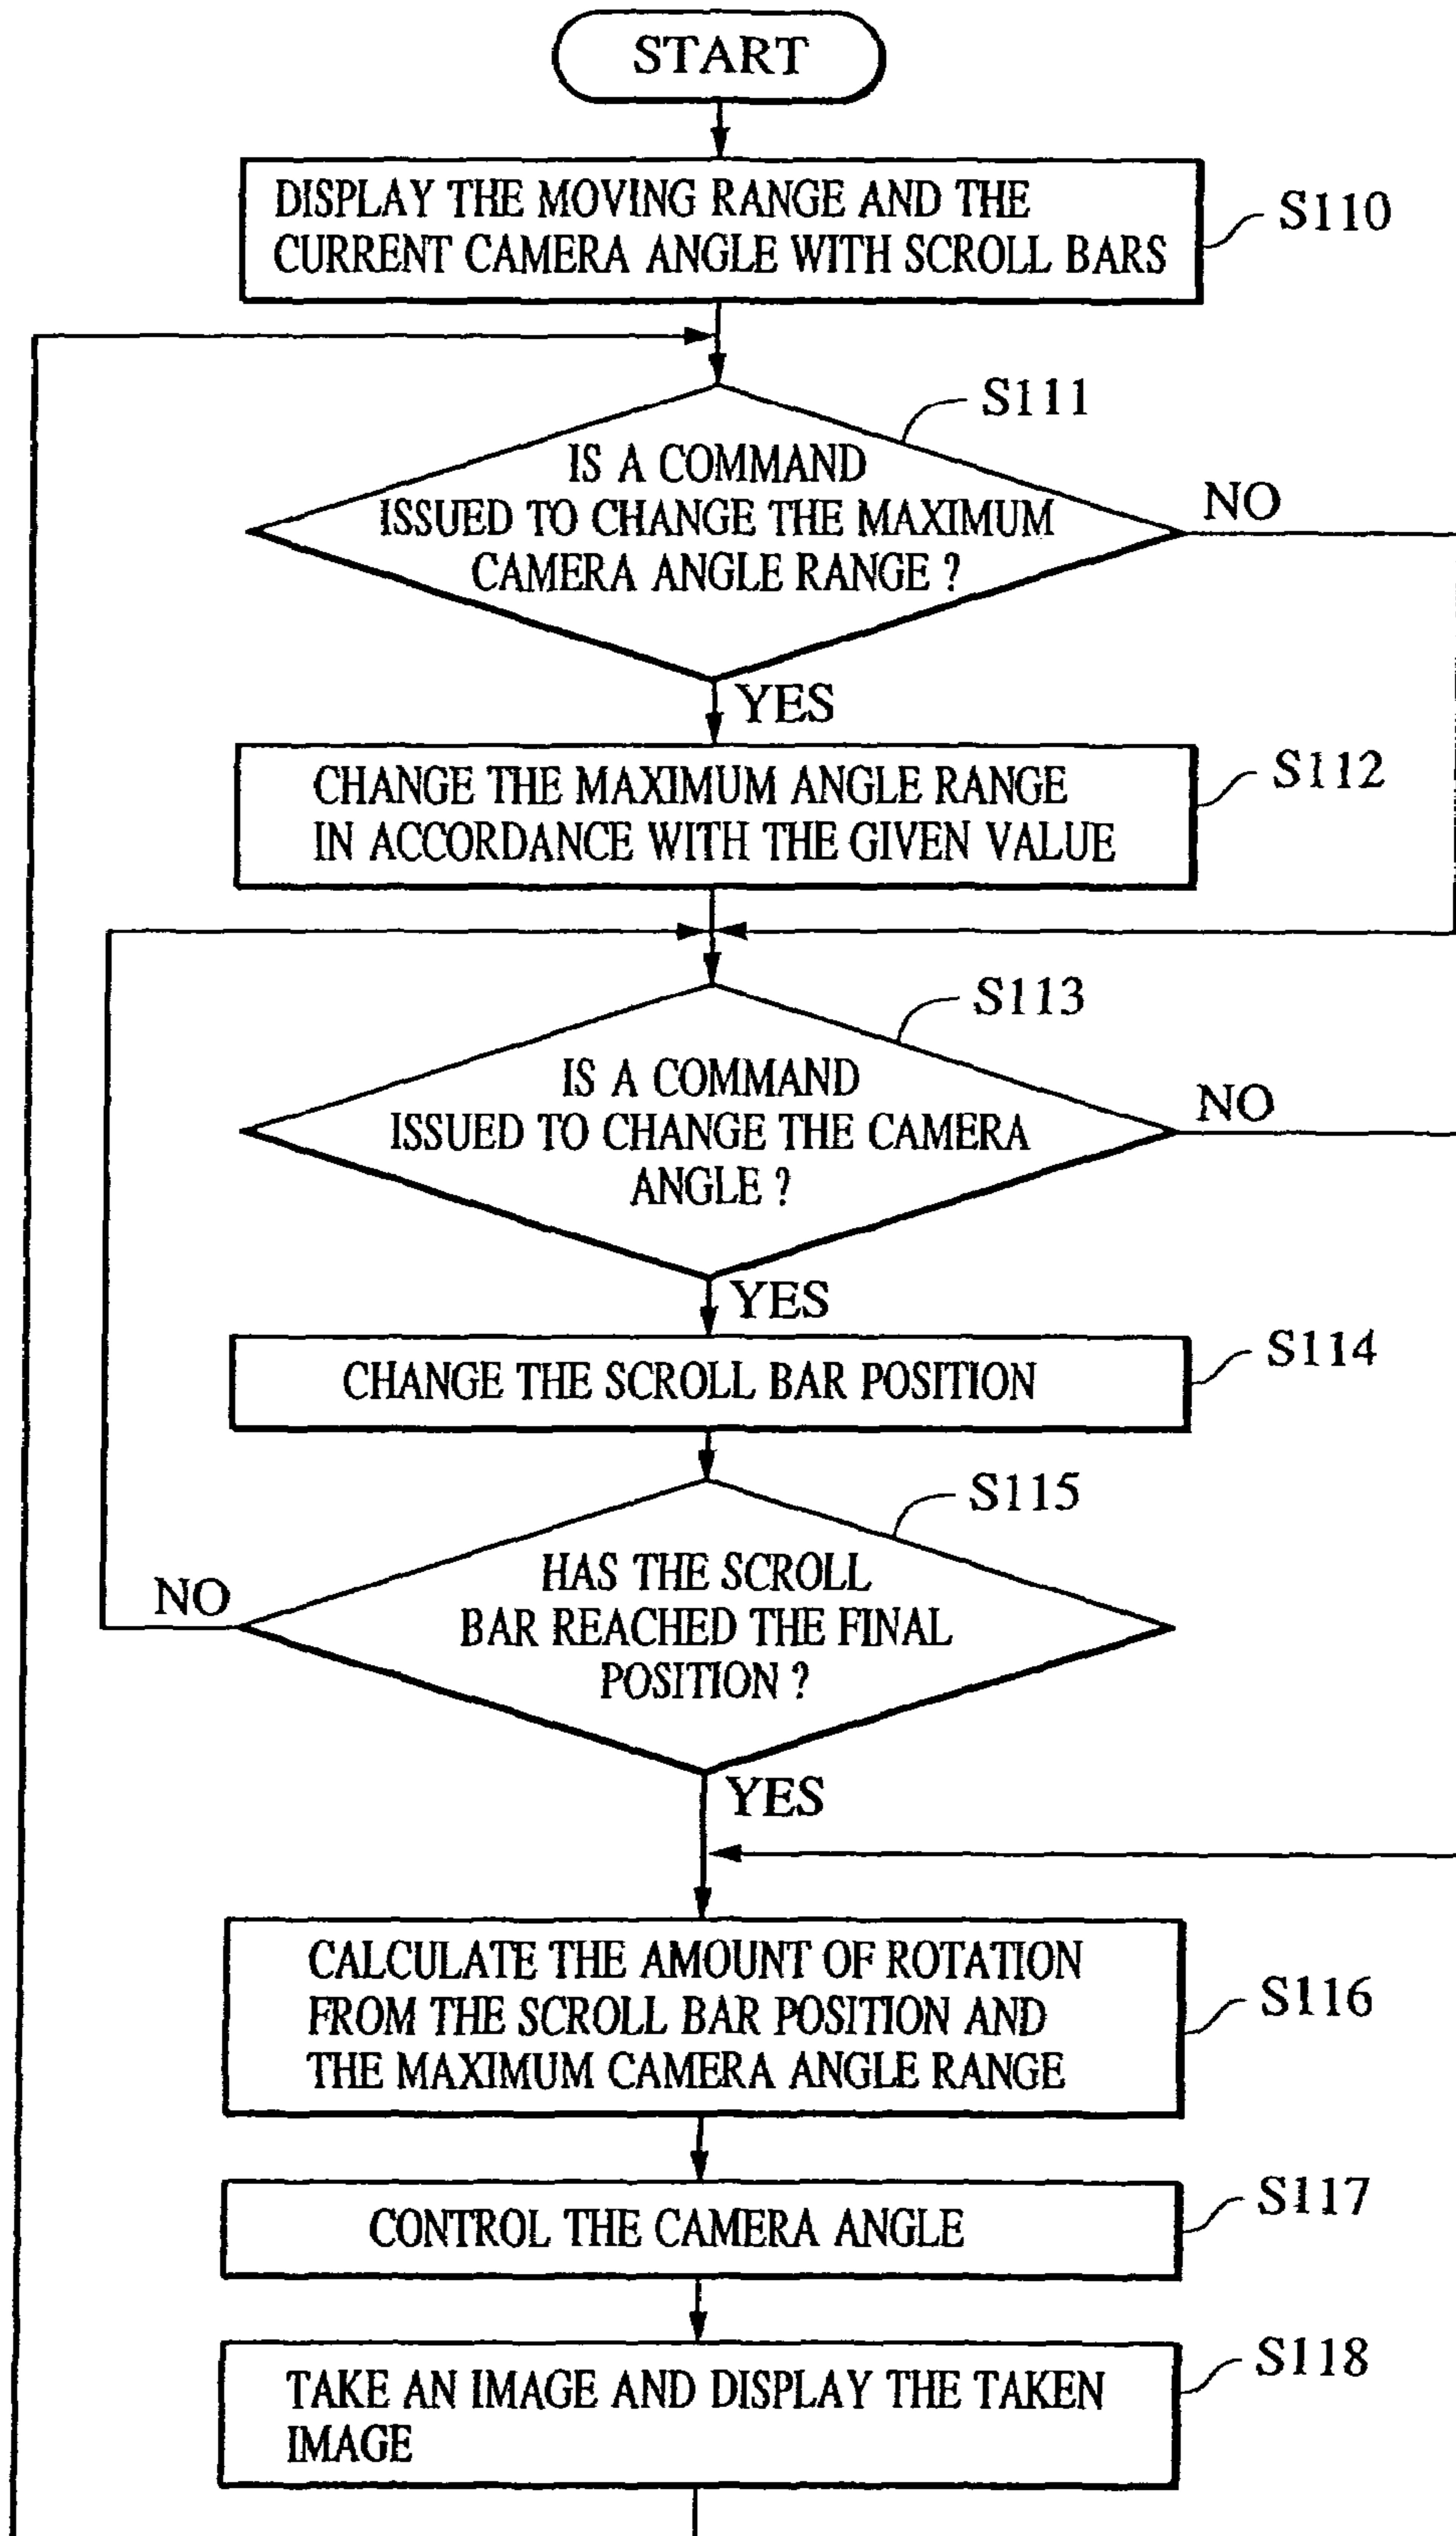 START
DISPLAY THE MOVING RANGE AND THE
CURRENT CAMERA ANGLE WITH SCROLL BARS
S110
S111
IS A COMMAND
ISSUED TO CHANGE THE MAXIMUM
CAMERA ANGLE RANGE ?
NO
YES
CHANGE THE MAXIMUM ANGLE RANGE
IN ACCORDANCE WITH THE GIVEN VALUE
S112
S113
IS A COMMAND
ISSUED TO CHANGE THE CAMERA
ANGLE ?
NO
YES
CHANGE THE SCROLL BAR POSITION
S114
S115
HAS THE SCROLL
BAR REACHED THE FINAL
POSITION ?
NO
YES
CALCULATE THE AMOUNT OF ROTATION
FROM THE SCROLL BAR POSITION AND
THE MAXIMUM CAMERA ANGLE RANGE
S116
CONTROL THE CAMERA ANGLE
S117
TAKE AN IMAGE AND DISPLAY THE TAKEN
IMAGE
S118